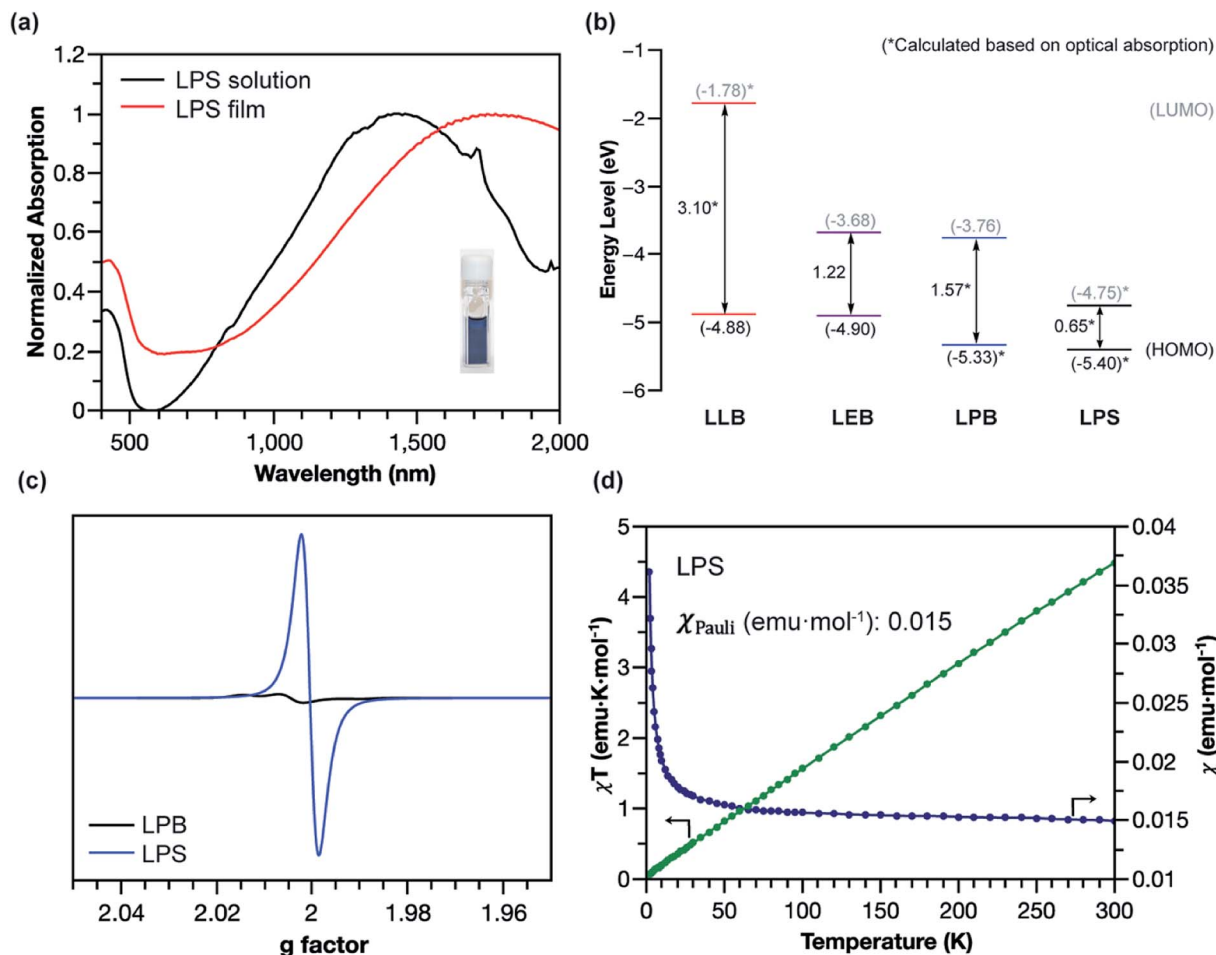 (a)
1.2
1
0.8
0.6
0.4
0.2
0
Normalized Absorption
LPS solution
LPS film
500
1,000
1,500
2,000
Wavelength (nm)
(b)
(*Calculated based on optical absorption)
−1
−2
−3
−4
−5
−6
Energy Level (eV)
(-1.78)*
(LUMO)
3.10*
(-3.68)
(-3.76)
1.22
1.57*
(-4.75)*
0.65*
(-4.88)
(-4.90)
(-5.33)*
(-5.40)*
(HOMO)
LLB
LEB
LPB
LPS
(c)
LPB
LPS
2.04
2.02
2
1.98
1.96
g factor
(d)
5
4
3
2
1
0
χT (emu·K·mol⁻¹)
LPS
χPauli (emu·mol⁻¹): 0.015
0.04
0.035
0.03
0.025
0.02
0.015
0.01
χ (emu·mol⁻¹)
0
50
100
150
200
250
300
Temperature (K)